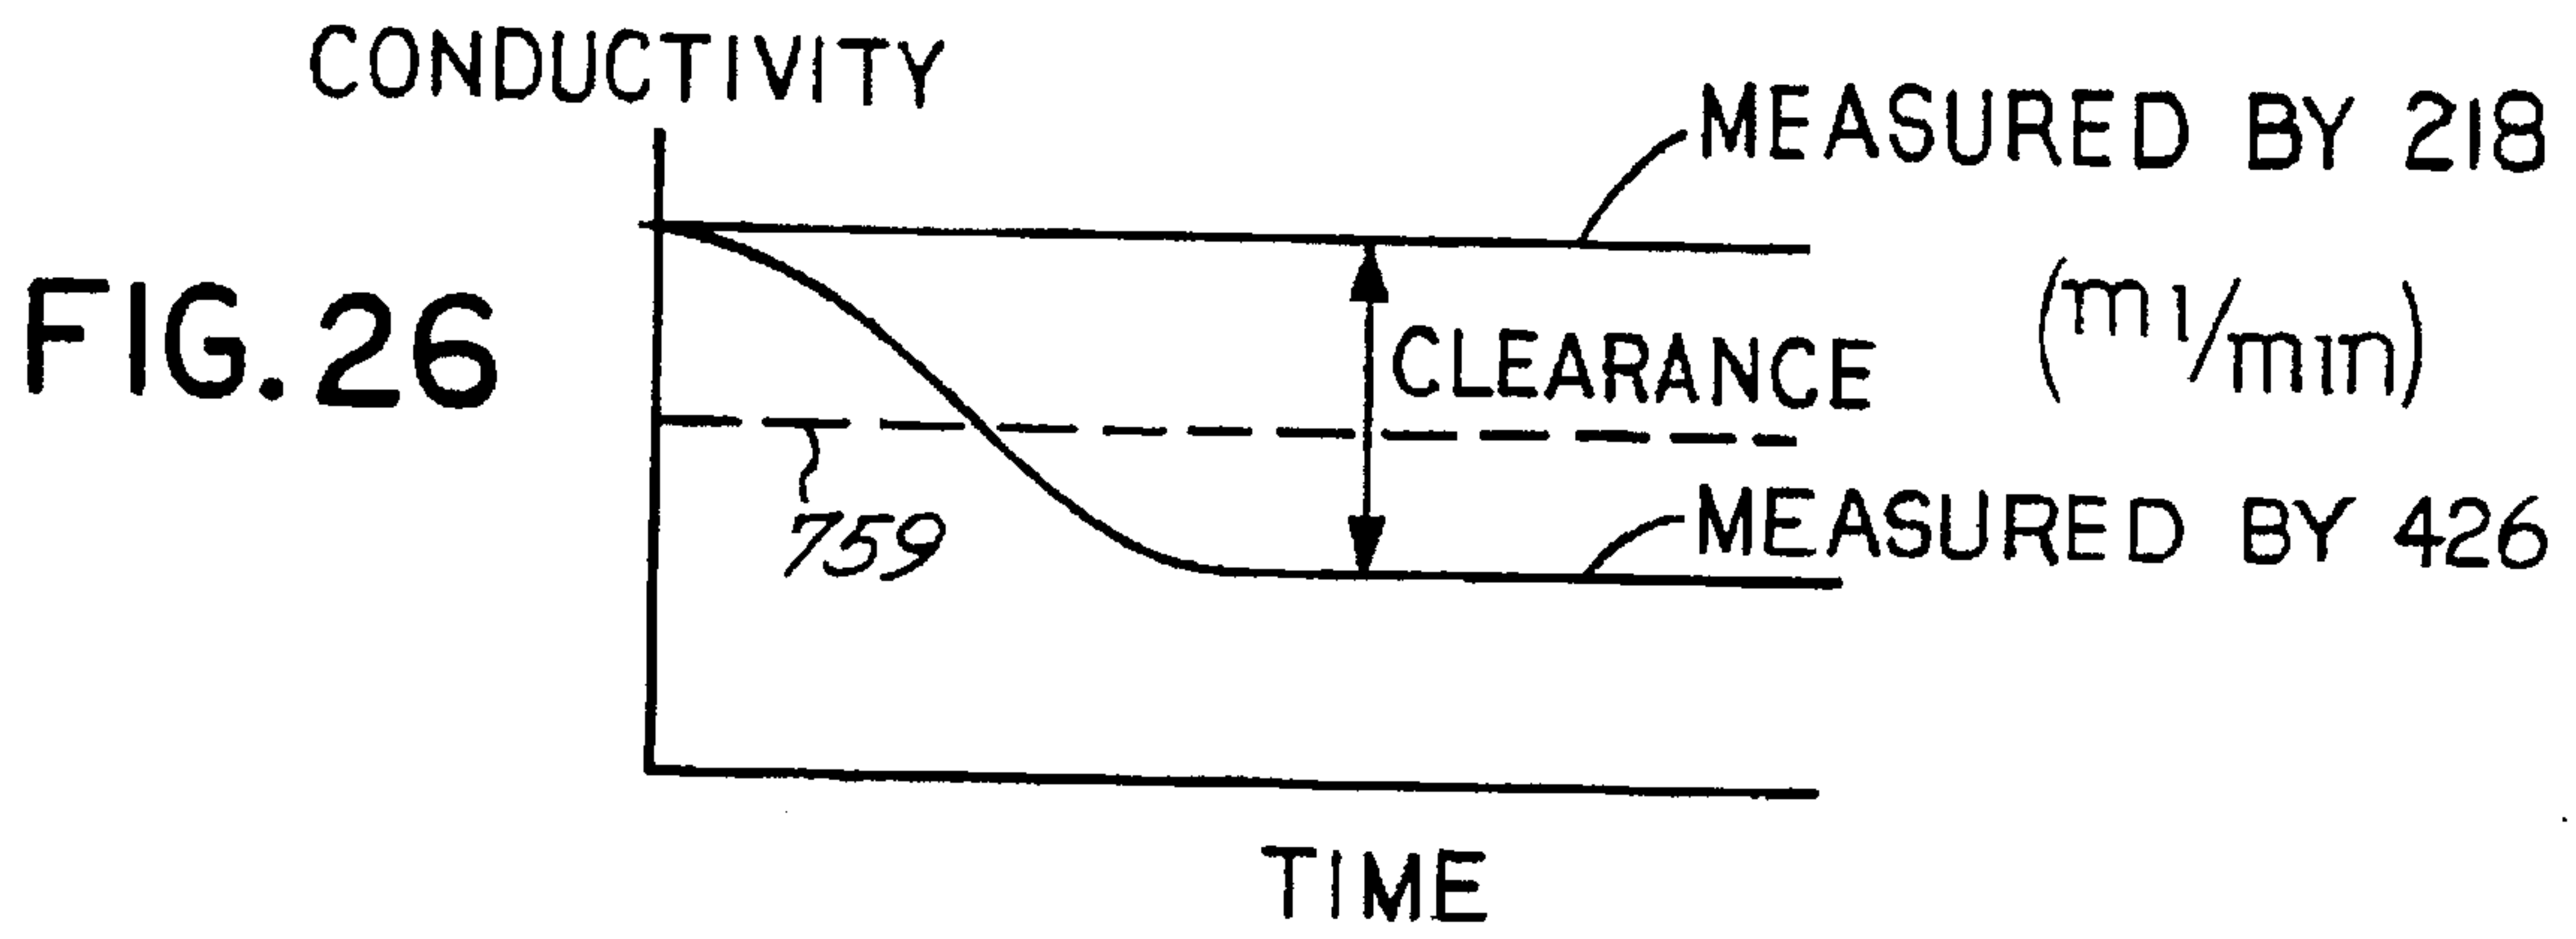 CONDUCTIVITY
MEASURED BY 218
FIG. 26
CLEARANCE (ml/min)
759
MEASURED BY 426
TIME